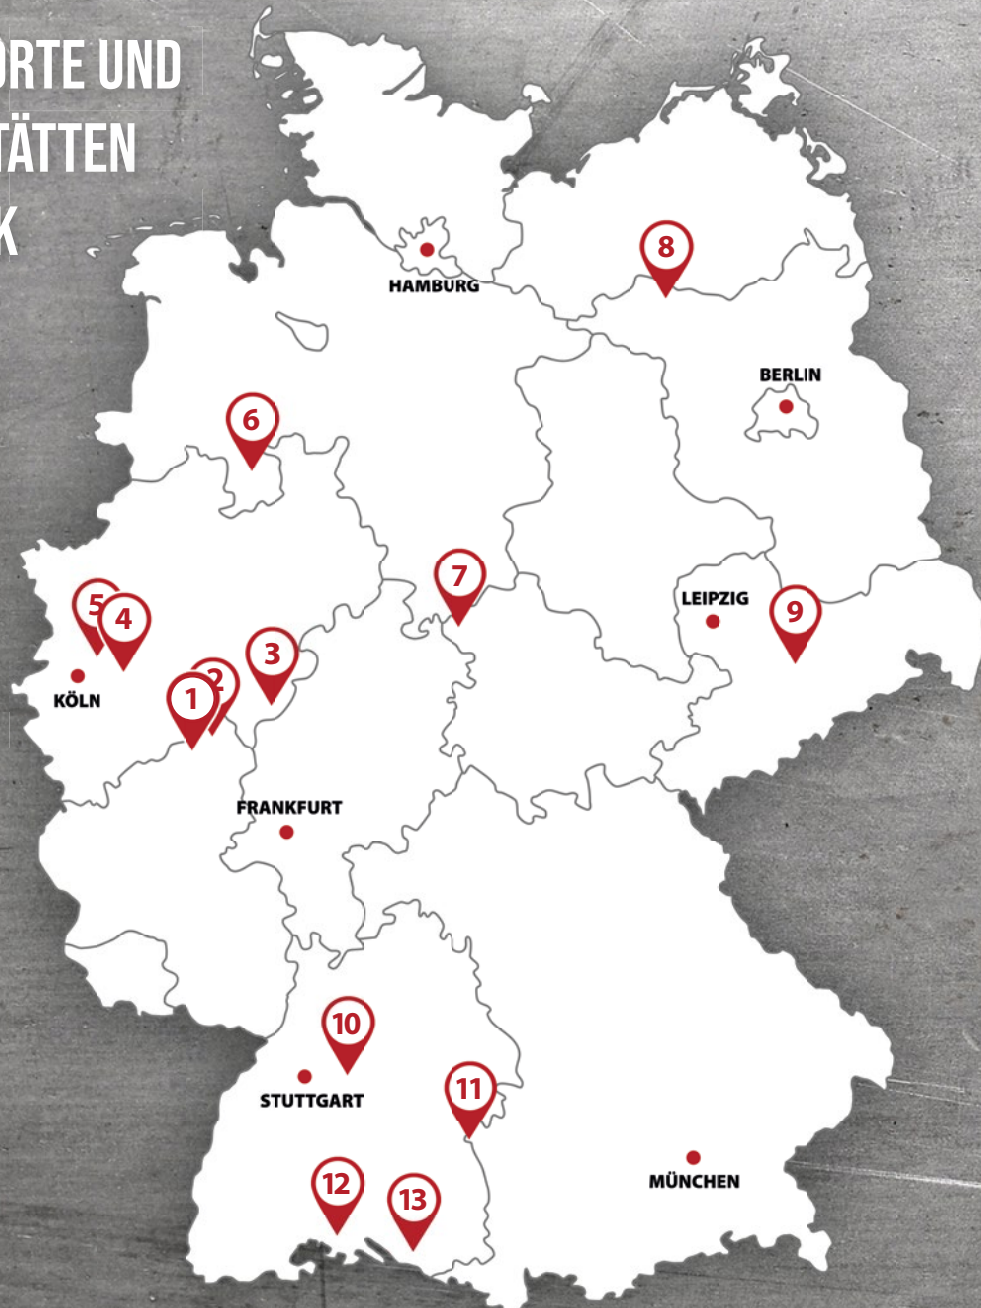 ORTE UND
TÄTTEN
K
8
HAMBURG
BERLIN
6
7
5
4
LEIPZIG
9
3
2
1
KÖLN
FRANKFURT
10
STUTTGART
11
MÜNCHEN
12
13